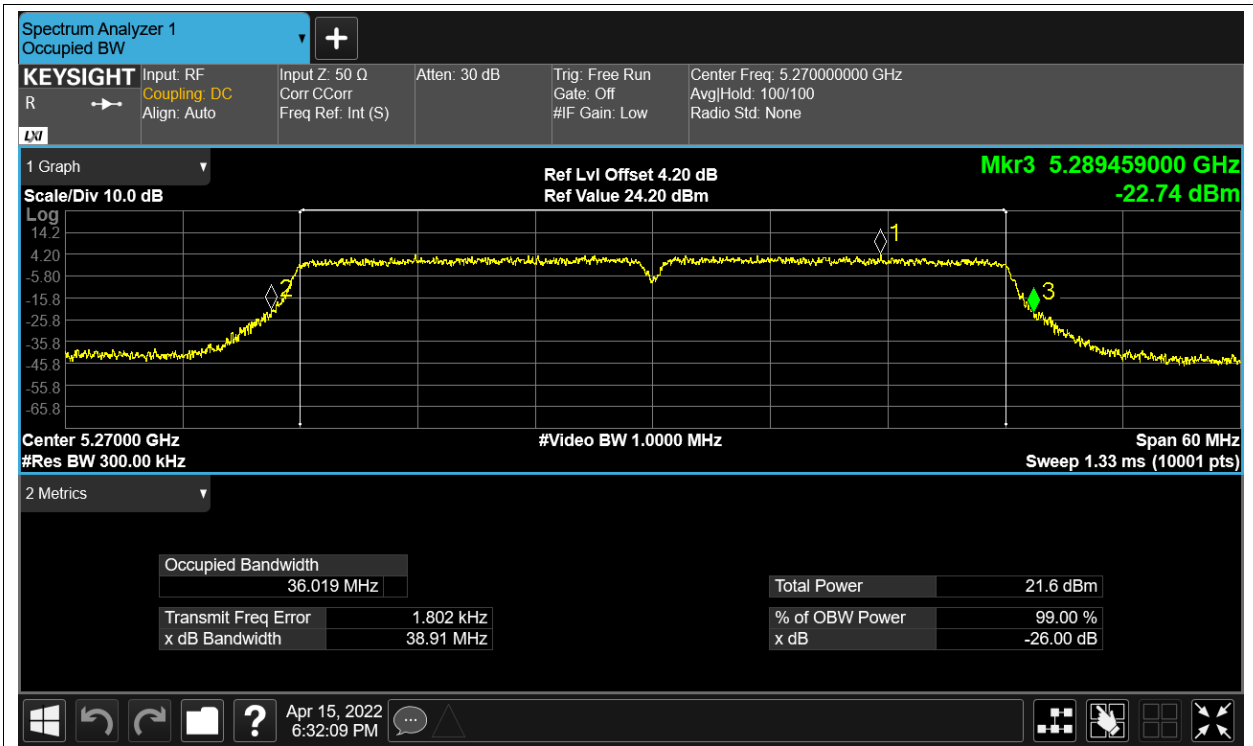 Spectrum Analyzer 1
Occupied BW
KEYSIGHT
R
LXI
Input: RF
Coupling: DC
Align: Auto
Input Z: 50 Ω
Corr CCorr
Freq Ref: Int (S)
Atten: 30 dB
Trig: Free Run
Gate: Off
#IF Gain: Low
Center Freq: 5.270000000 GHz
Avg|Hold: 100/100
Radio Std: None
1 Graph
Scale/Div 10.0 dB
Ref Lvl Offset 4.20 dB
Ref Value 24.20 dBm
Mkr3 5.289459000 GHz
-22.74 dBm
Log
14.2
4.20
-5.80
-15.8
-25.8
-35.8
-45.8
-55.8
-65.8
1
2
3
Center 5.27000 GHz
#Video BW 1.0000 MHz
Span 60 MHz
#Res BW 300.00 kHz
Sweep 1.33 ms (10001 pts)
2 Metrics
Occupied Bandwidth
36.019 MHz
Total Power 21.6 dBm
Transmit Freq Error 1.802 kHz
% of OBW Power 99.00 %
x dB Bandwidth 38.91 MHz
x dB -26.00 dB
?
Apr 15, 2022
6:32:09 PM